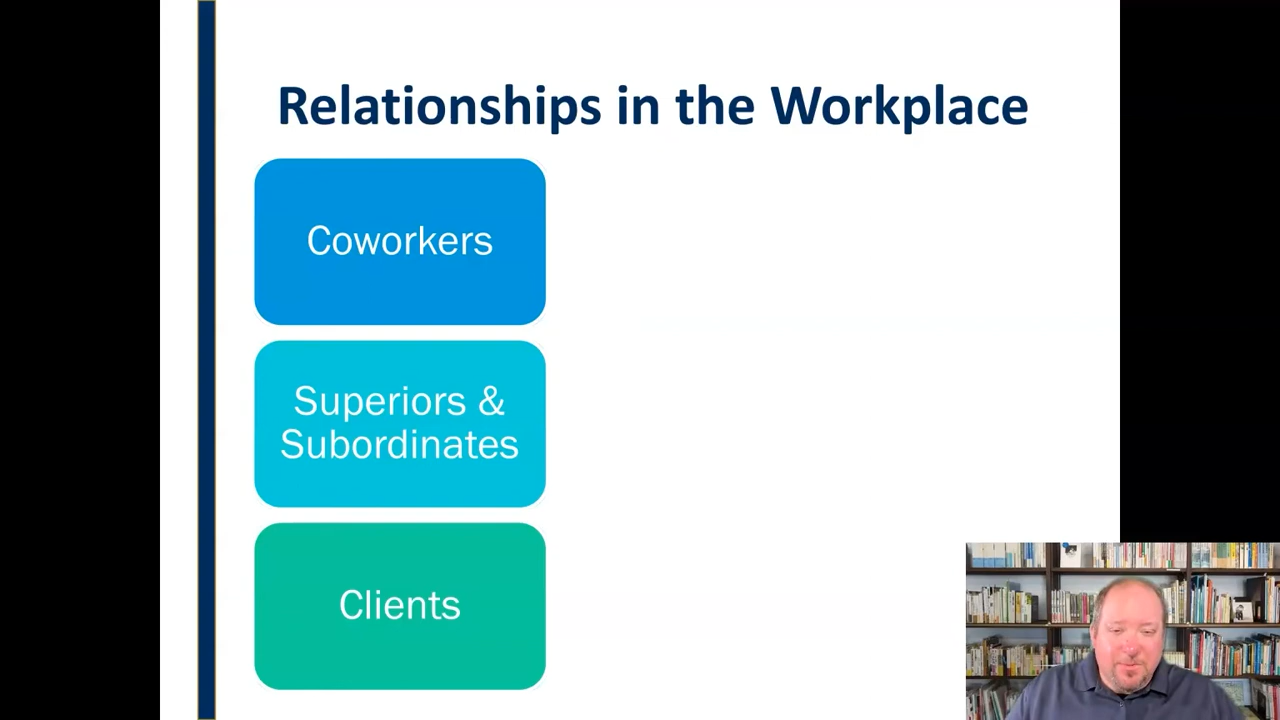 Relationships in the Workplace
Coworkers
Superiors &
Subordinates
Clients